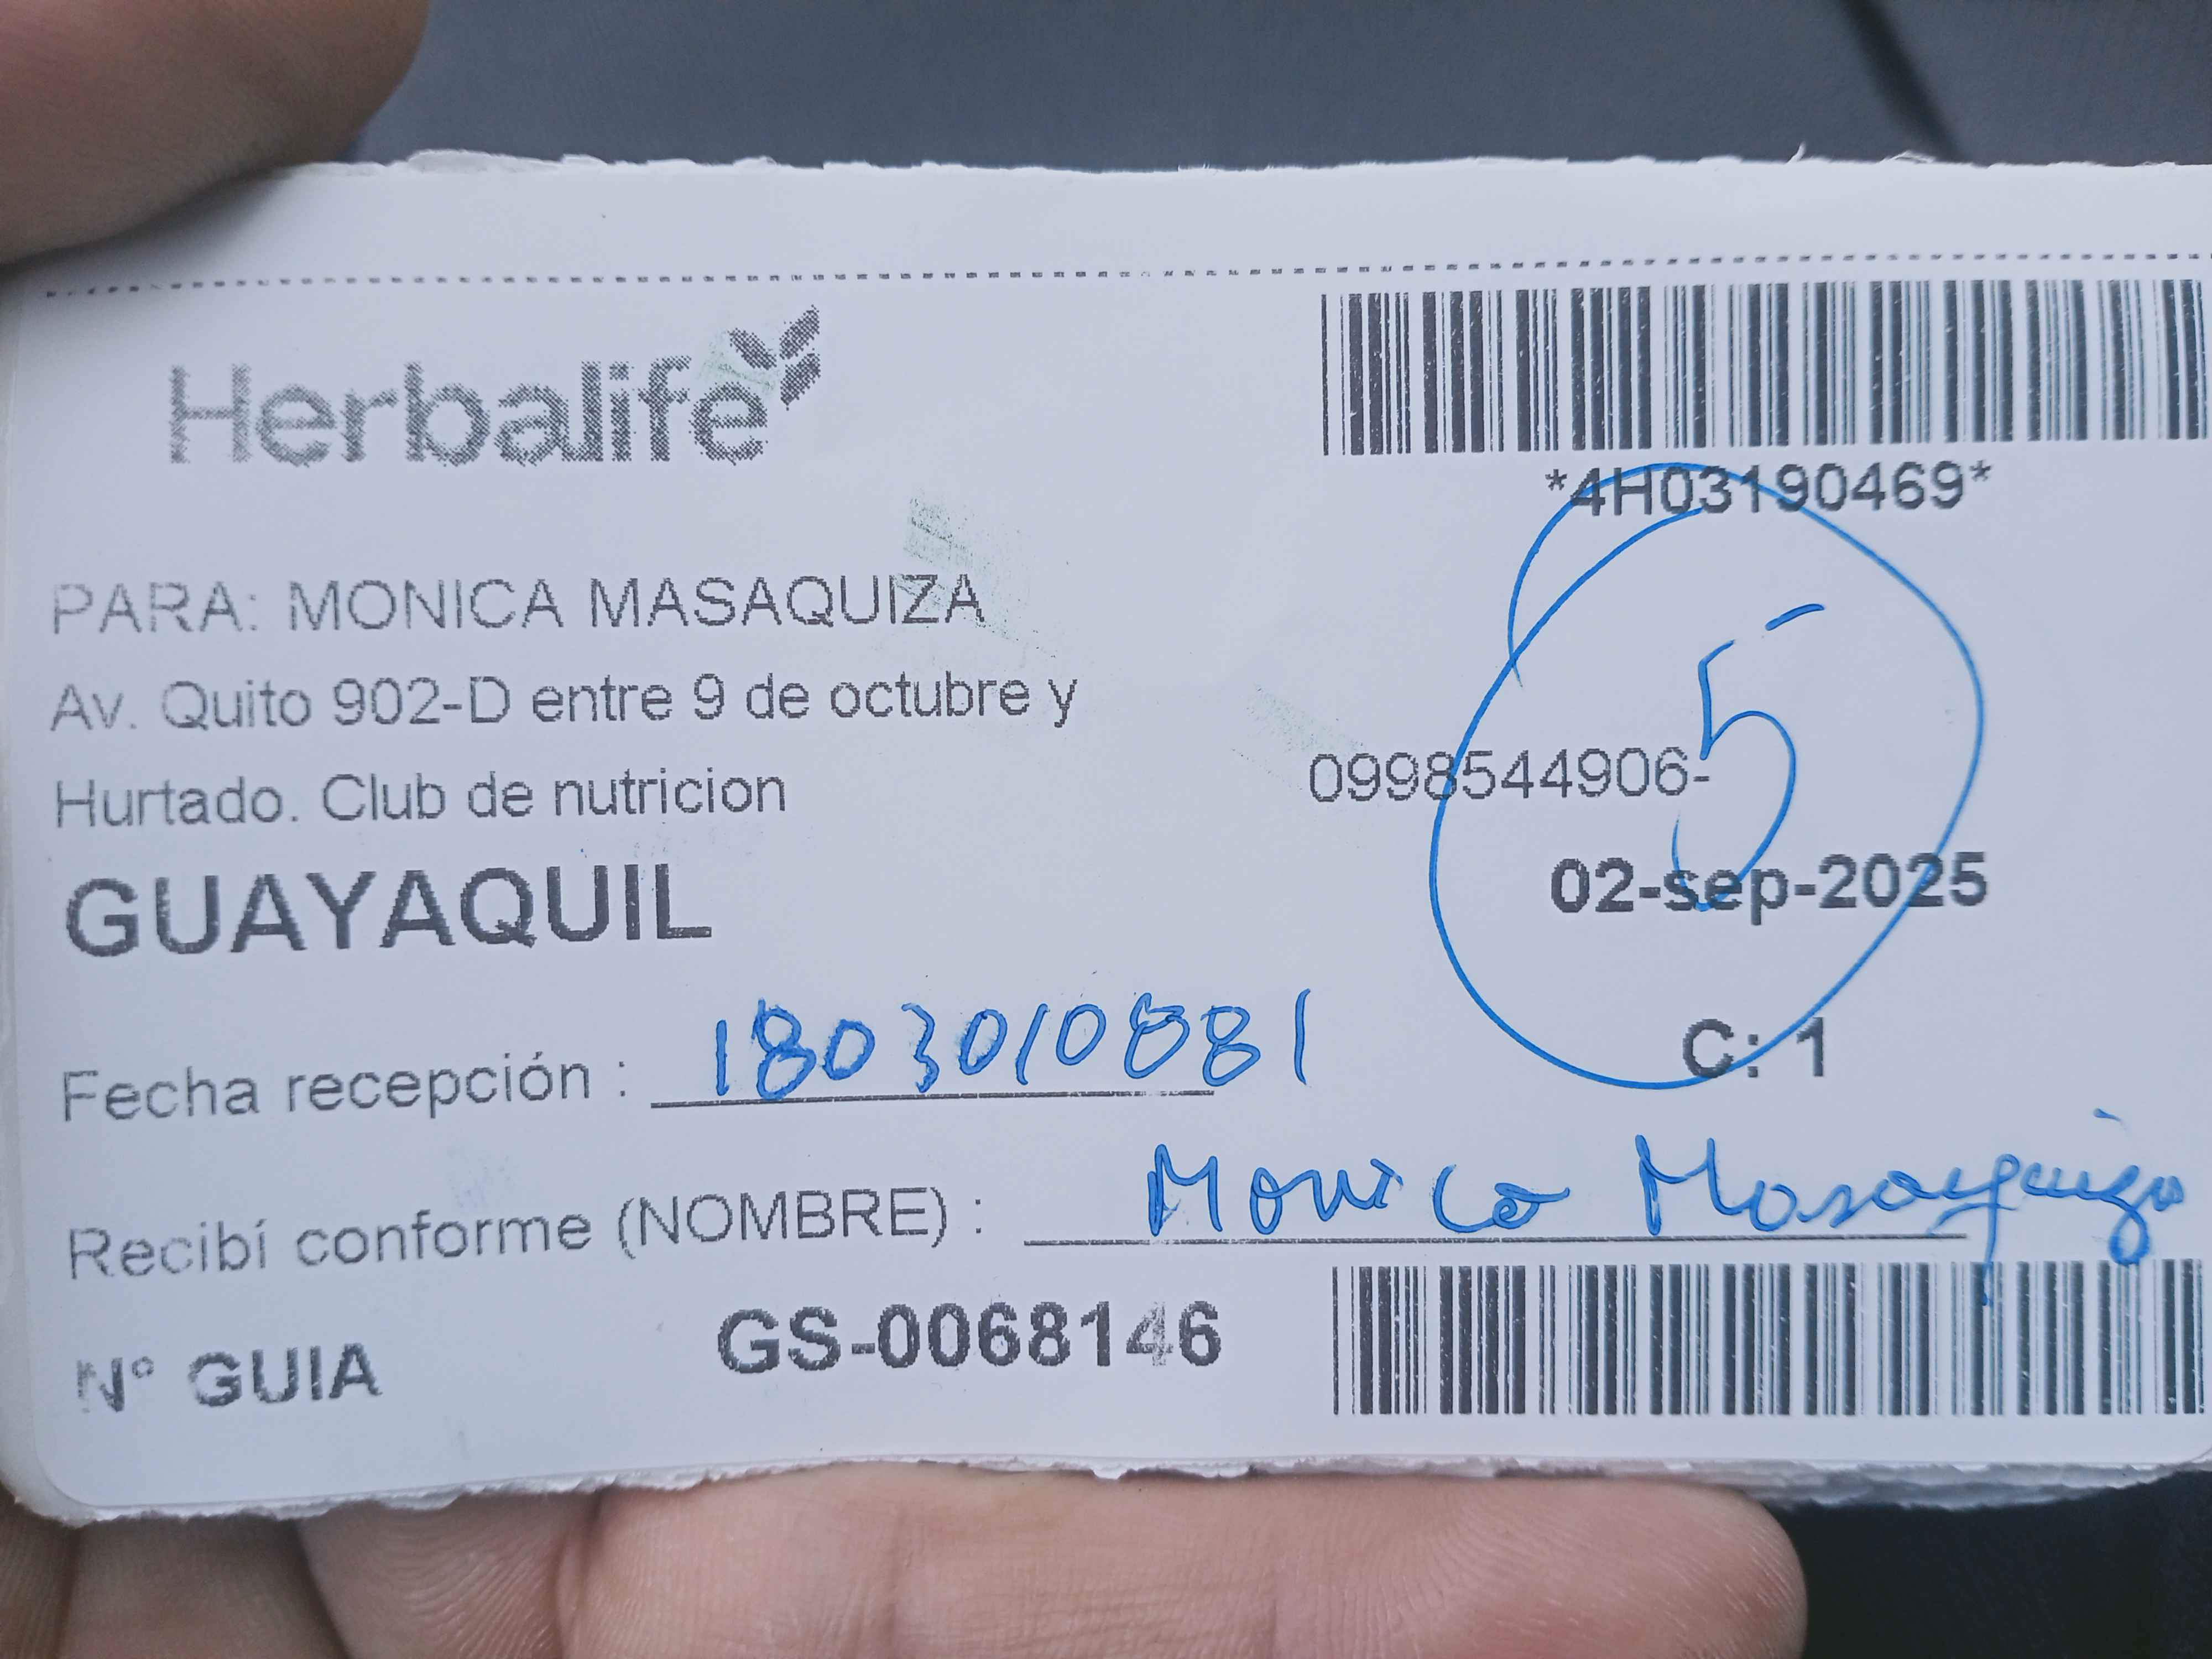 Herbalife
*4H03190469*
PARA: MONICA MASAQUIZA
Av. Quito 902-D entre 9 de octubre y
Hurtado. Club de nutricion
0998544906-
5
GUAYAQUIL
02-sep-2025
C: 1
Fecha recepción : 1803010881
Recibí conforme (NOMBRE) : Monica Masaquiza
N° GUIA GS-0068146